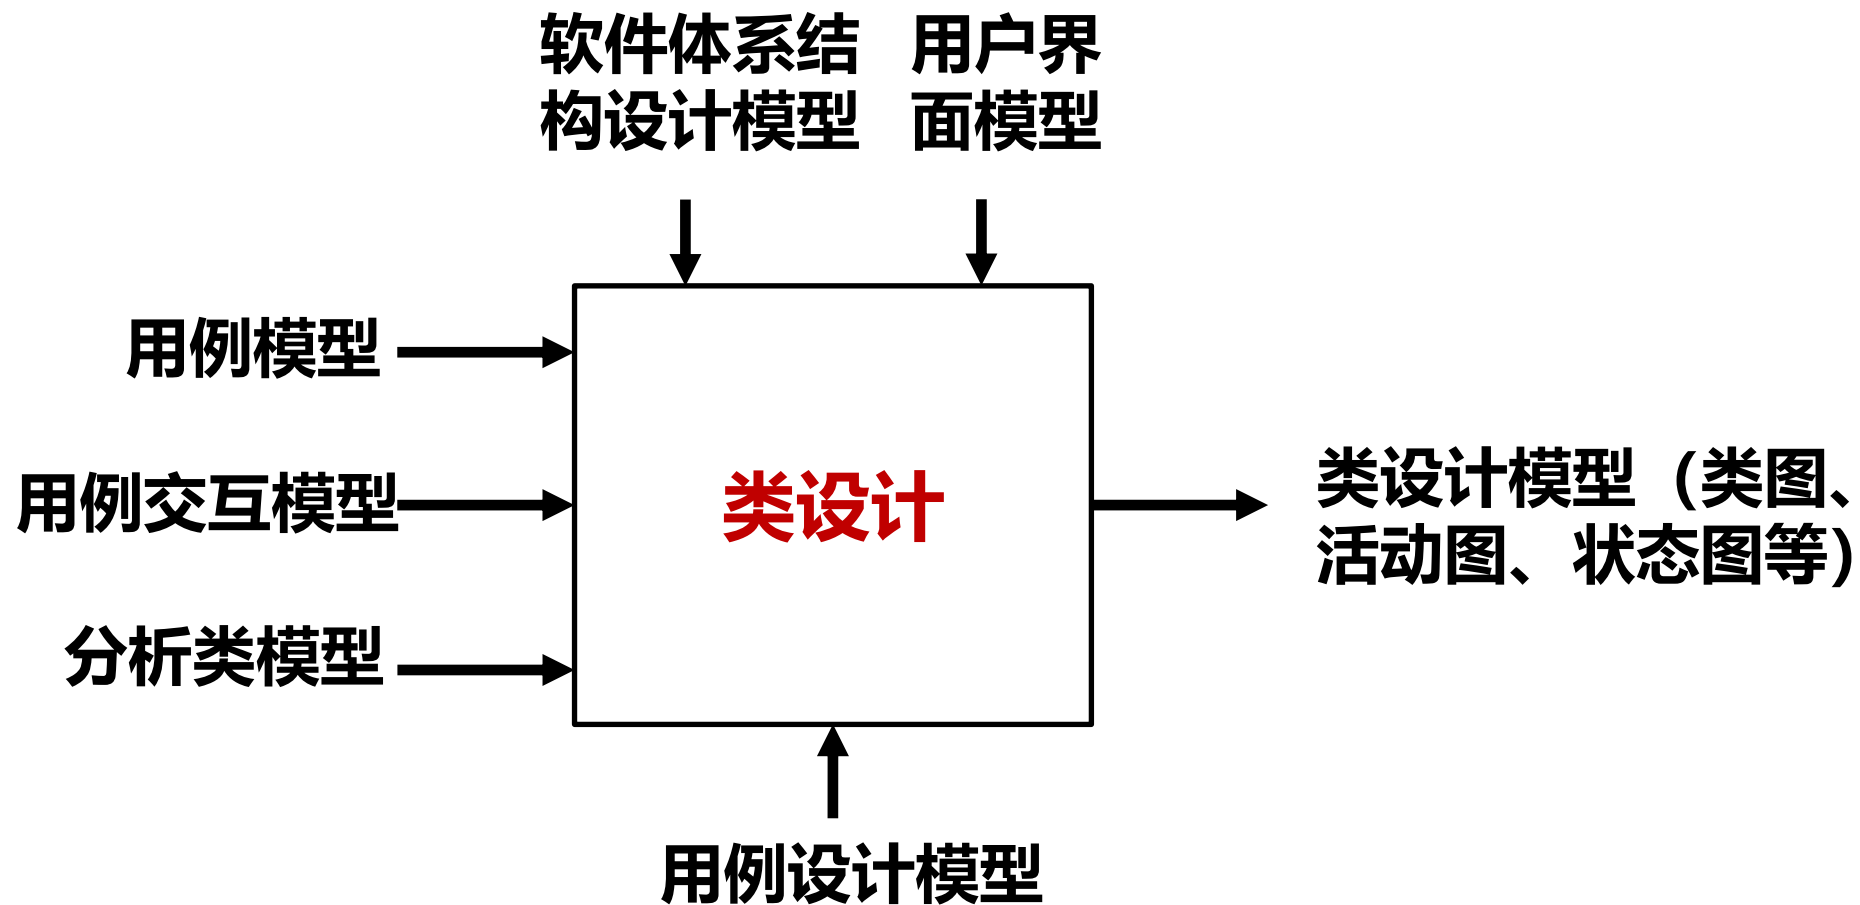 软件体系结
构设计模型
用户界
面模型
用例模型
用例交互模型
分析类模型
类设计
类设计模型（类图、
活动图、状态图等）
用例设计模型